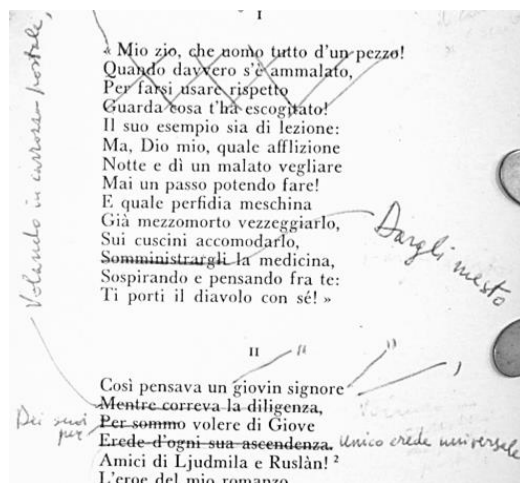 I
« Mio zio, che uomo tutto d'un pezzo!
Quando davvero s'è ammalato,
Per farsi usare rispetto
Guarda cosa t'ha escogitato!
Il suo esempio sia di lezione:
Ma, Dio mio, quale afflizione
Notte e dì un malato vegliare
Mai un passo potendo fare!
E quale perfidia meschina
Già mezzomorto vezzeggiarlo,
Sui cuscini accomodarlo,
Somministrargli la medicina,
Sospirando e pensando fra te:
Ti porti il diavolo con sé! »
Dargli mesto
Volando in carrozza postale,
II
Così pensava un giovin signore
Mentre correva la diligenza,
Per sommo volere di Giove
Erede d'ogni sua ascendenza.
Amici di Ljudmila e Ruslàn! 2
L'eroe del mio romanzo
Dei suoi
per
Unico erede universale